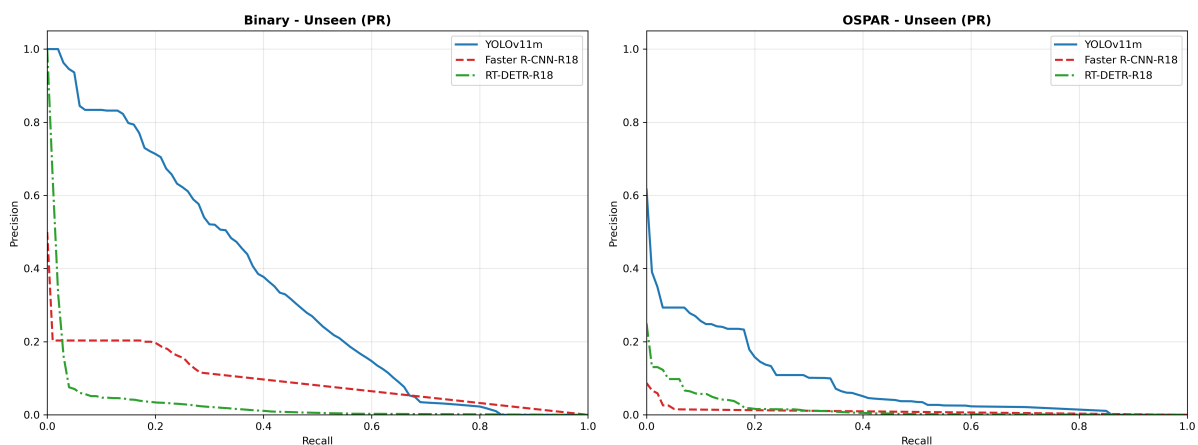 Binary - Unseen (PR)
Precision
1.0
0.8
0.6
0.4
0.2
0.0
YOLOv11m
Faster R-CNN-R18
RT-DETR-R18
0.0 0.2 0.4 0.6 0.8 1.0
Recall
OSPAR - Unseen (PR)
Precision
1.0
0.8
0.6
0.4
0.2
0.0
YOLOv11m
Faster R-CNN-R18
RT-DETR-R18
0.0 0.2 0.4 0.6 0.8 1.0
Recall